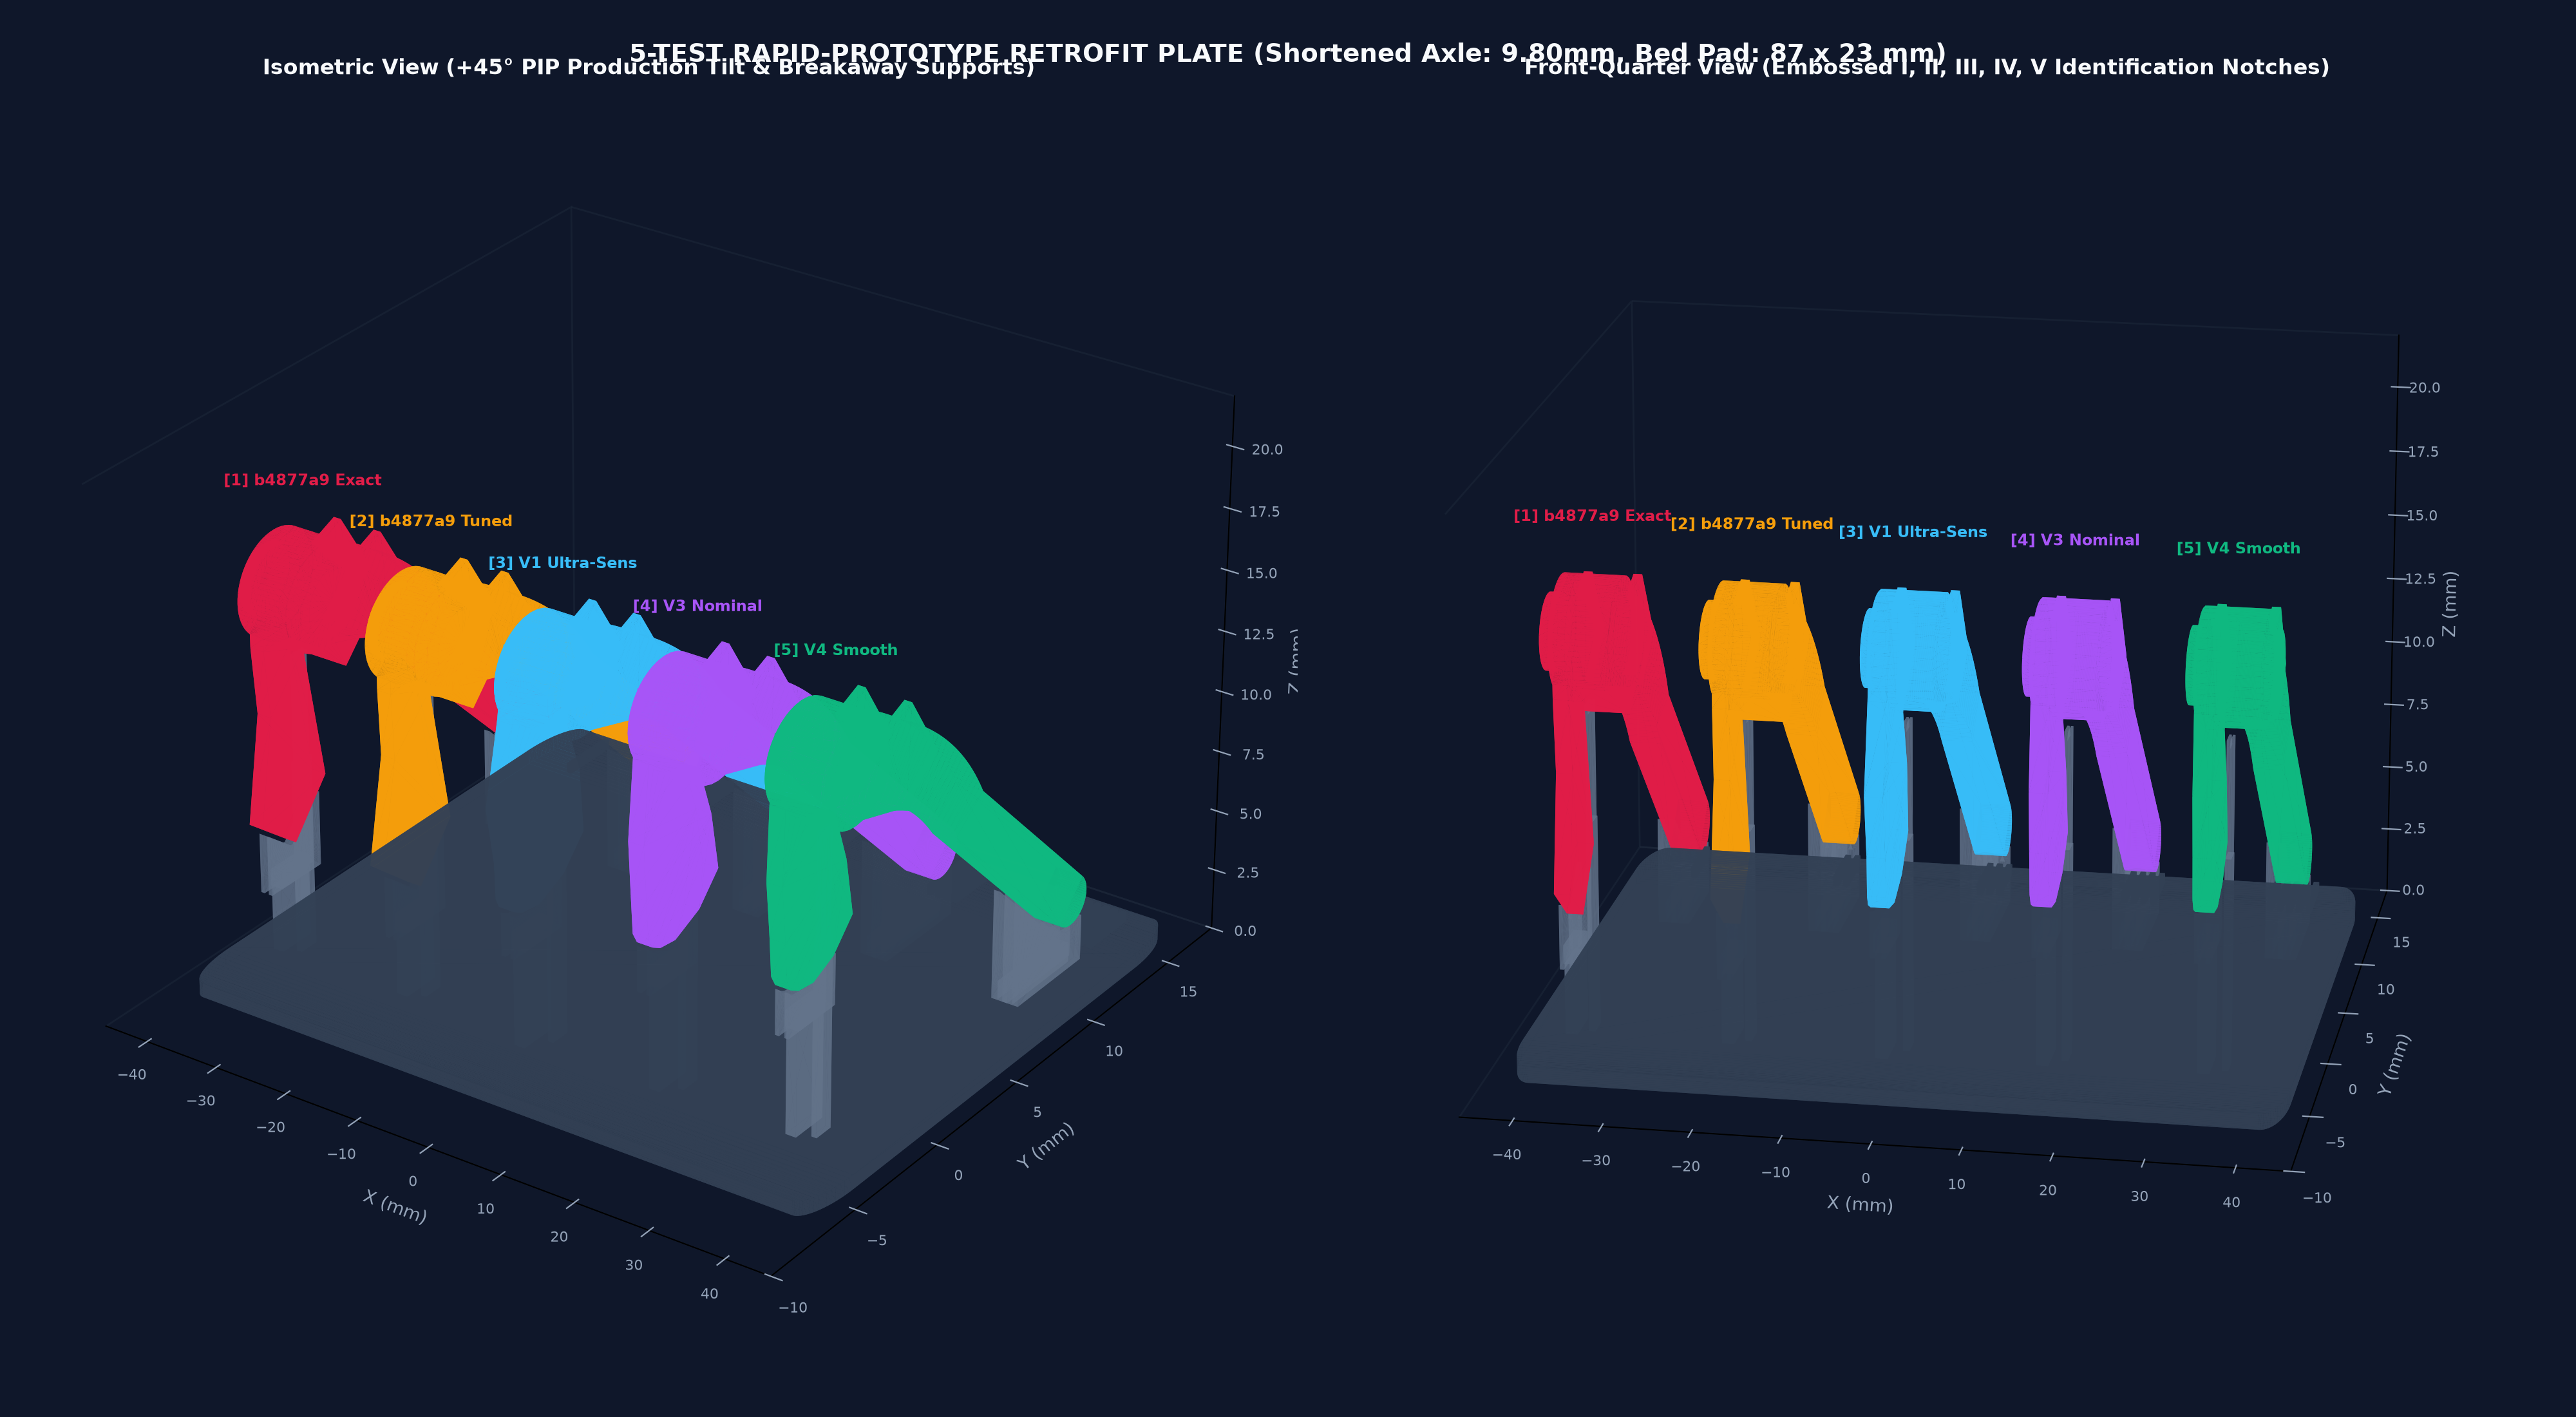 5-TEST RAPID-PROTOTYPE RETROFIT PLATE (Shortened Axle: 9.80mm, Bed Pad: 87 x 23 mm)
Isometric View (+45° PIP Production Tilt & Breakaway Supports)
[1] b4877a9 Exact
[2] b4877a9 Tuned
[3] V1 Ultra-Sens
[4] V3 Nominal
[5] V4 Smooth
20.0
17.5
15.0
12.5
10.0
7.5
5.0
2.5
0.0
Z (mm)
15
10
5
0
−5
−10
Y (mm)
−40
−30
−20
−10
0
10
20
30
40
X (mm)
Front-Quarter View (Embossed I, II, III, IV, V Identification Notches)
[1] b4877a9 Exact
[2] b4877a9 Tuned
[3] V1 Ultra-Sens
[4] V3 Nominal
[5] V4 Smooth
20.0
17.5
15.0
12.5
10.0
7.5
5.0
2.5
0.0
Z (mm)
15
10
5
0
−5
−10
Y (mm)
−40
−30
−20
−10
0
10
20
30
40
X (mm)